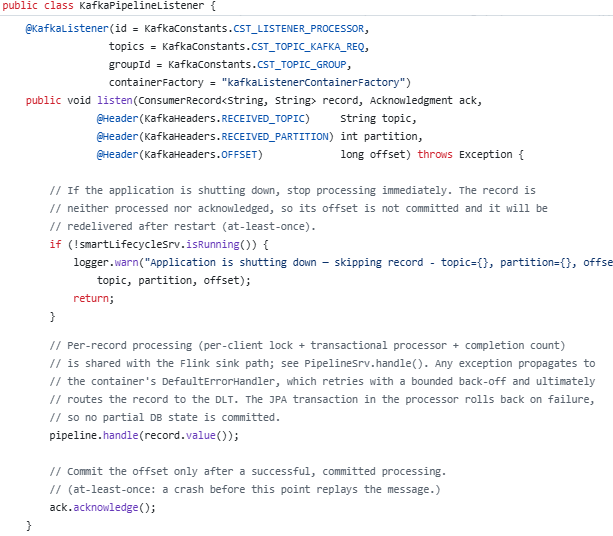 public class KafkaPipelineListener {
@KafkaListener(id = KafkaConstants.CST_LISTENER_PROCESSOR,
topics = KafkaConstants.CST_TOPIC_KAFKA_REQ,
groupId = KafkaConstants.CST_TOPIC_GROUP,
containerFactory = "kafkaListenerContainerFactory")
public void listen(ConsumerRecord<String, String> record, Acknowledgment ack,
@Header(KafkaHeaders.RECEIVED_TOPIC) String topic,
@Header(KafkaHeaders.RECEIVED_PARTITION) int partition,
@Header(KafkaHeaders.OFFSET) long offset) throws Exception {
// If the application is shutting down, stop processing immediately. The record is
// neither processed nor acknowledged, so its offset is not committed and it will be
// redelivered after restart (at-least-once).
if (!smartLifecycleSrv.isRunning()) {
logger.warn("Application is shutting down — skipping record - topic={}, partition={}, offse
topic, partition, offset);
return;
}
// Per-record processing (per-client lock + transactional processor + completion count)
// is shared with the Flink sink path; see PipelineSrv.handle(). Any exception propagates to
// the container's DefaultErrorHandler, which retries with a bounded back-off and ultimately
// routes the record to the DLT. The JPA transaction in the processor rolls back on failure,
// so no partial DB state is committed.
pipeline.handle(record.value());
// Commit the offset only after a successful, committed processing.
// (at-least-once: a crash before this point replays the message.)
ack.acknowledge();
}